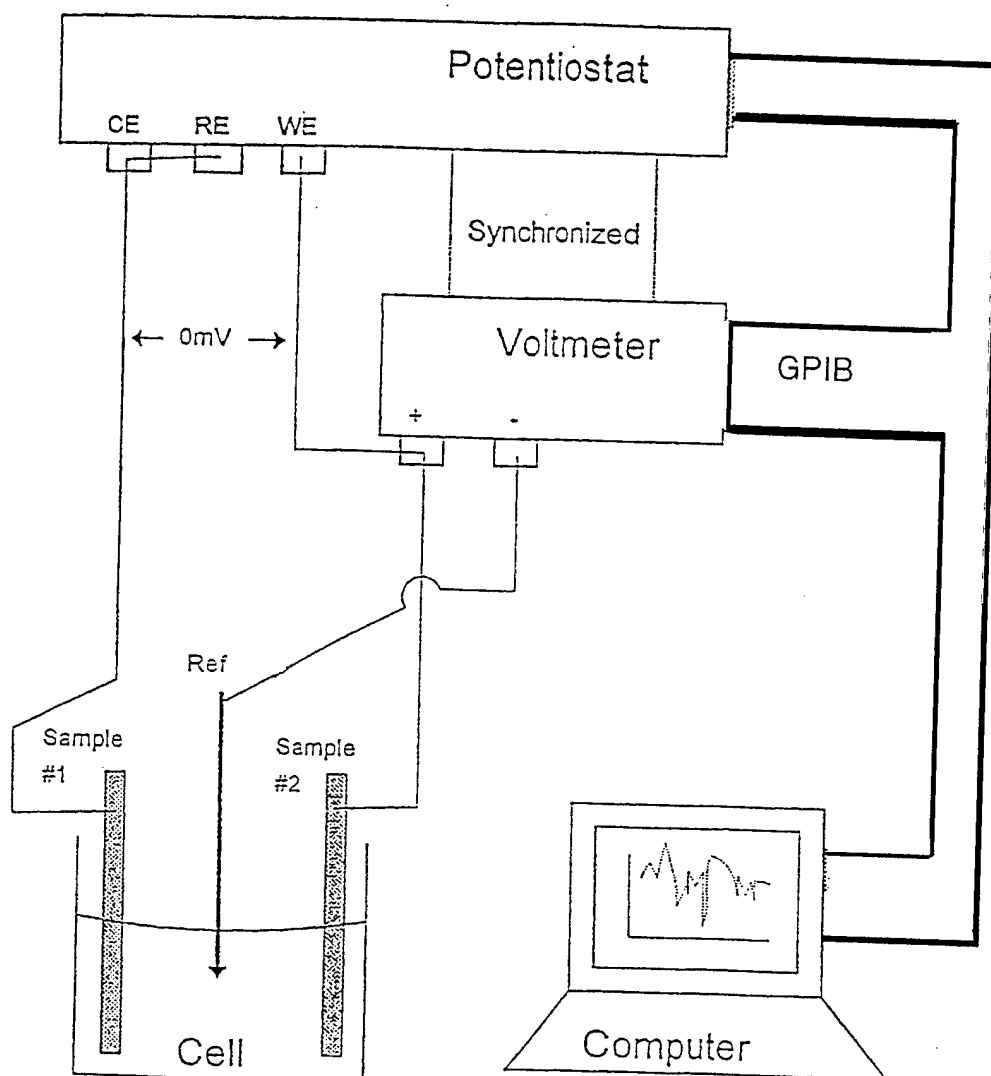 Potentiostat
CE RE WE
Synchronized
0mV
Voltmeter
GPIB
+ -
Ref
Sample
#1
Sample
#2
Cell
Computer